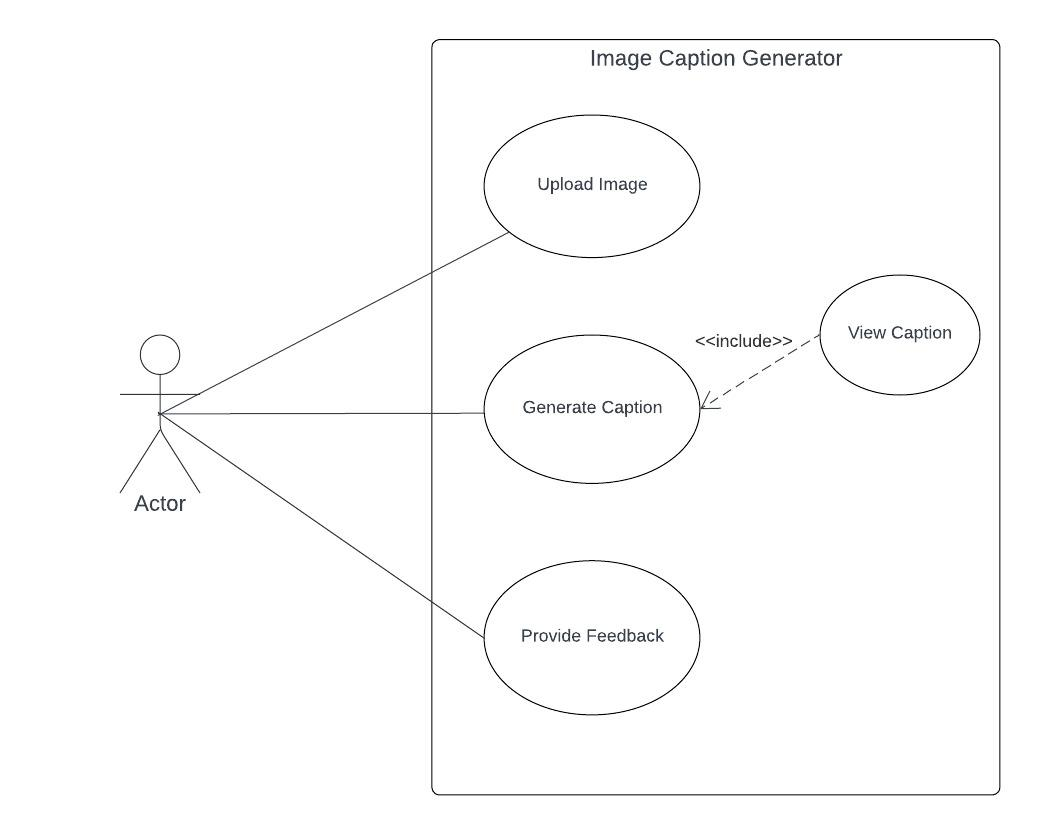 Image Caption Generator
Upload Image
<<include>>
View Caption
Generate Caption
Actor
Provide Feedback